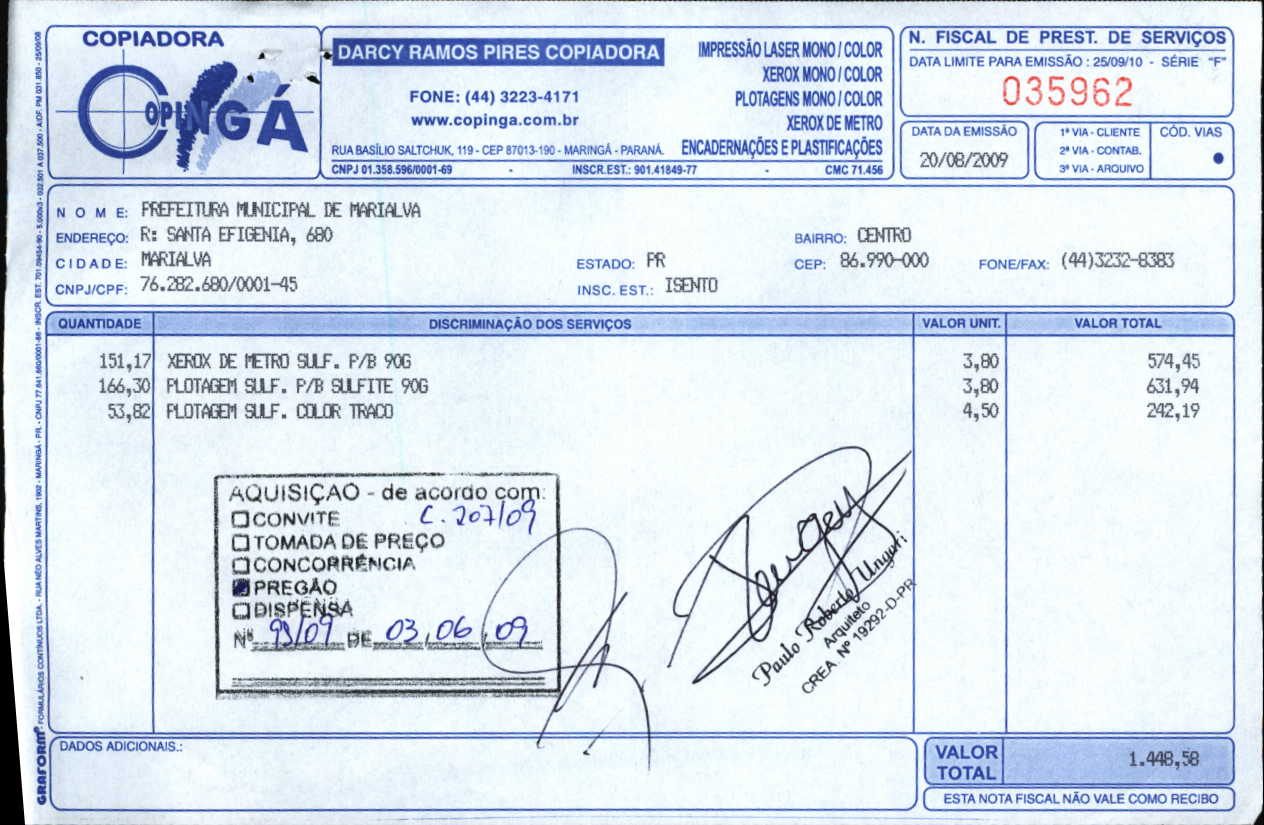 COPIADORA
COPINGÁ
DARCY RAMOS PIRES COPIADORA
FONE: (44) 3223-4171
www.copinga.com.br
RUA BASÍLIO SALTCHUK, 119 - CEP 87013-190 - MARINGÁ - PARANÁ.
CNPJ 01.358.596/0001-69 - INSCR.EST.: 901.41849-77 - CMC 71.456
IMPRESSÃO LASER MONO / COLOR
XEROX MONO / COLOR
PLOTAGENS MONO / COLOR
XEROX DE METRO
ENCADERNAÇÕES E PLASTIFICAÇÕES
N. FISCAL DE PREST. DE SERVIÇOS
DATA LIMITE PARA EMISSÃO : 25/09/10 - SÉRIE "F"
035962
DATA DA EMISSÃO
20/08/2009
1ª VIA - CLIENTE
2ª VIA - CONTAB.
3ª VIA - ARQUIVO
CÓD. VIAS
NOME: PREFEITURA MUNICIPAL DE MARIALVA
ENDEREÇO: R: SANTA EFIGENIA, 680 BAIRRO: CENTRO
CIDADE: MARIALVA ESTADO: PR CEP: 86.990-000 FONE/FAX: (44)3232-8383
CNPJ/CPF: 76.282.680/0001-45 INSC. EST.: ISENTO
QUANTIDADE DISCRIMINAÇÃO DOS SERVIÇOS VALOR UNIT. VALOR TOTAL
151,17 XEROX DE METRO SULF. P/B 90G 3,80 574,45
166,30 PLOTAGEM SULF. P/B SULFITE 90G 3,80 631,94
53,82 PLOTAGEM SULF. COLOR TRACO 4,50 242,19
AQUISIÇÃO - de acordo com:
CONVITE C. 207/09
TOMADA DE PREÇO
CONCORRÊNCIA
PREGÃO
DISPENSA
Nº 93/09 DE 03, 06, 09
Paulo Roberto Ungari
Arquiteto
CREA Nº 19292-D-PR
DADOS ADICIONAIS.:
VALOR TOTAL 1.448,58
ESTA NOTA FISCAL NÃO VALE COMO RECIBO
GRAFORM FORMULÁRIOS CONTÍNUOS LTDA.